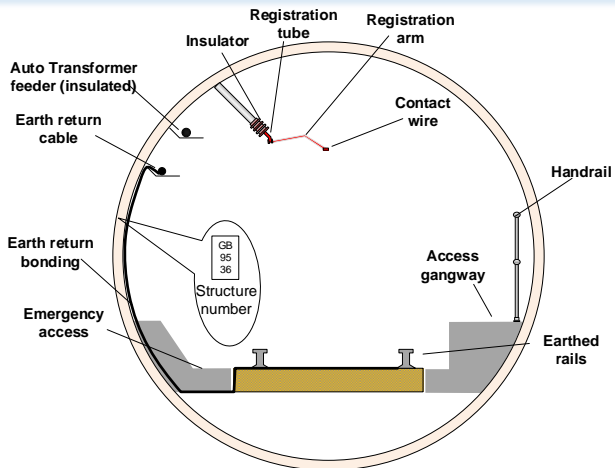 Registration
tube
Registration
arm
Insulator
Auto Transformer
feeder (insulated)
Contact
wire
Earth return
cable
Handrail
Earth return
bonding
GB
95
36
Structure
number
Access
gangway
Emergency
access
Earthed
rails